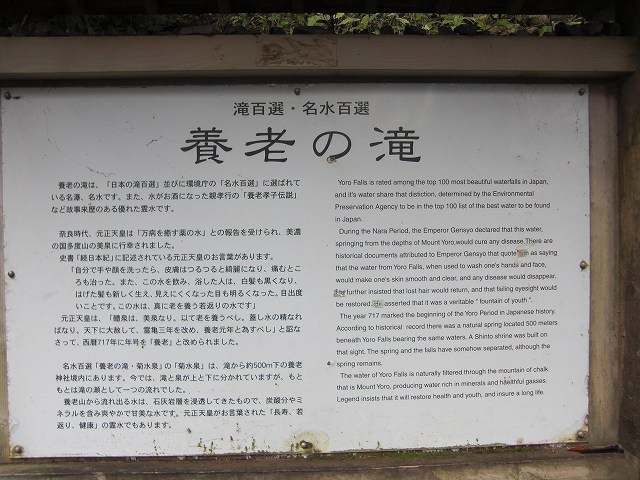 滝百選・名水百選
養老の滝
養老の滝は、「日本の滝百選」並びに環境庁の「名水百選」に選ばれて
いる名瀑、名水です。また、水がお酒になった親孝行の「養老孝子伝説」
など故事来歴のある優れた霊水です。
奈良時代、元正天皇は「万病を癒す薬の水」との報告を受けられ、美濃
の国多度山の美泉に行幸されました。
史書「続日本紀」に記述されている元正天皇のお言葉があります。
「自分で手や顔を洗ったら、皮膚はつるつると綺麗になり、痛むとこ
ろも治った。また、この水を飲み、浴した人は、白髪も黒くなり、
はげた髪も新しく生え、見えにくくなった目も明るくなった。目出度
いことです。この水は、真に老を養う若返りの水です」
元正天皇は、「醴泉は、美泉なり。以て老を養うべし。蓋し水の精なれ
ばなり。天下に大赦して、霊亀三年を改め、養老元年と為すべし」と詔な
さって、西暦717年に年号を「養老」と改められました。
名水百選「養老の滝・菊水泉」の「菊水泉」は、滝から約500m下の養老
神社境内にあります。今では、滝と泉が上と下に分かれていますが、もと
もとは滝の瀬として一つの流れでした。
養老山から流れ出る水は、石灰岩層を浸透してきたもので、炭酸分やミ
ネラルを含み爽やかで甘美な水です。元正天皇がお言葉された「長寿、若
返り、健康」の霊水でもあります。
Yoro Falls is rated among the top 100 most beautiful waterfalls in Japan,
and it's water share that distiction, determined by the Environmental
Preservation Agency to be in the top 100 list of the best water to be found
in Japan.
During the Nara Period, the Emperor Gensyo declared that this water,
springing from the depths of Mount Yoro,would cure any disease.There are
historical documents attributed to Emperor Gensyo that quote him as saying
that the water from Yoro Falls, when used to wash one's hands and face,
would make one's skin smooth and clear, and any disease would disappear.
He further insisted that lost hair would return, and that failing eyesight would
be restored. He asserted that it was a veritable " fountain of youth ".
The year 717 marked the beginning of the Yoro Period in Japanese history.
According to historical record there was a natural spring located 500 meters
beneath Yoro Falls bearing the same waters. A Shinto shrine was built on
that sight. The spring and the falls have somehow separated, although the
spring remains.
The water of Yoro Falls is naturally filtered through the mountain of chalk
that is Mount Yoro, producing water rich in minerals and healthful gasses.
Legend insists that it will restore health and youth, and insure a long life.